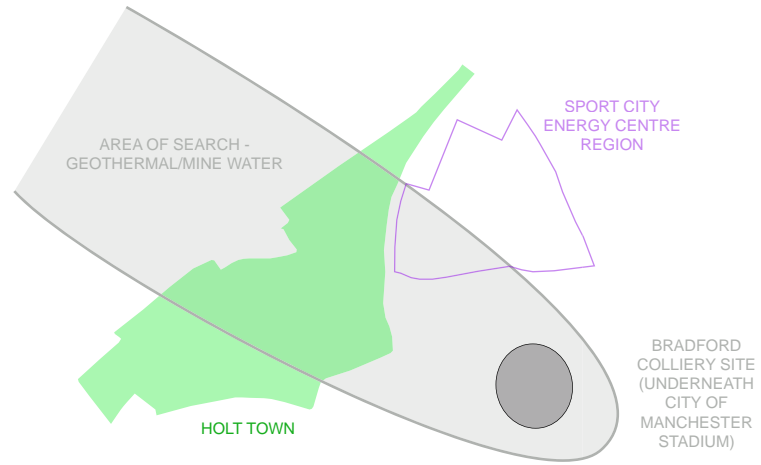 SPORT CITY
ENERGY CENTRE
REGION
AREA OF SEARCH -
GEOTHERMAL/MINE WATER
BRADFORD
COLLIERY SITE
(UNDERNEATH
CITY OF
MANCHESTER
STADIUM)
HOLT TOWN